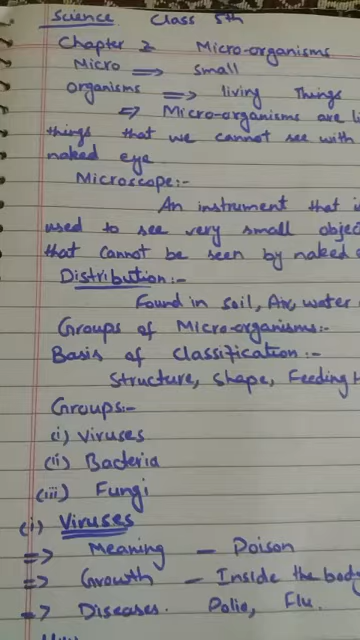 Science Class 5th
Chapter 2 Micro-organisms
Micro ⇒ small
organisms ⇒ living Things
⇒ Micro-organisms are
things that we cannot see with
naked eye
Microscope:-
An instrument that
used to see very small
that cannot be seen by naked
Distribution:-
Found in Soil, Air, water
Groups of Micro-organisms:-
Basis of Classification:-
Structure, Shape, Feeding
Groups:-
(i) Viruses
(ii) Bacteria
(iii) Fungi
(i) Viruses
⇒ Meaning - Poison
⇒ Growth - Inside the body
⇒ Diseases. Polio, Flu.